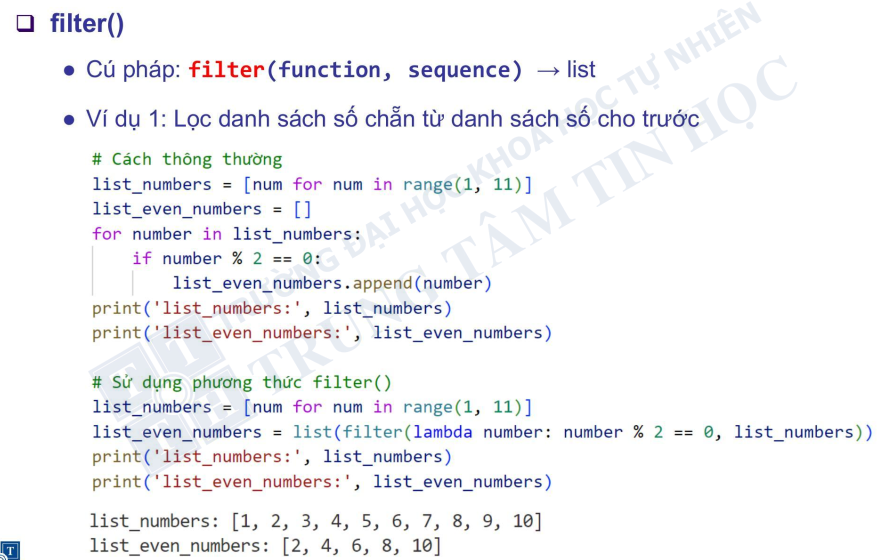 filter()
Cú pháp: filter(function, sequence) → list
Ví dụ 1: Lọc danh sách số chẵn từ danh sách số cho trước
# Cách thông thường
list_numbers = [num for num in range(1, 11)]
list_even_numbers = []
for number in list_numbers:
    if number % 2 == 0:
        list_even_numbers.append(number)
print('list_numbers:', list_numbers)
print('list_even_numbers:', list_even_numbers)
# Sử dụng phương thức filter()
list_numbers = [num for num in range(1, 11)]
list_even_numbers = list(filter(lambda number: number % 2 == 0, list_numbers))
print('list_numbers:', list_numbers)
print('list_even_numbers:', list_even_numbers)
list_numbers: [1, 2, 3, 4, 5, 6, 7, 8, 9, 10]
list_even_numbers: [2, 4, 6, 8, 10]
TRƯỜNG ĐẠI HỌC KHOA HỌC TỰ NHIÊN
TRUNG TÂM TIN HỌC
T